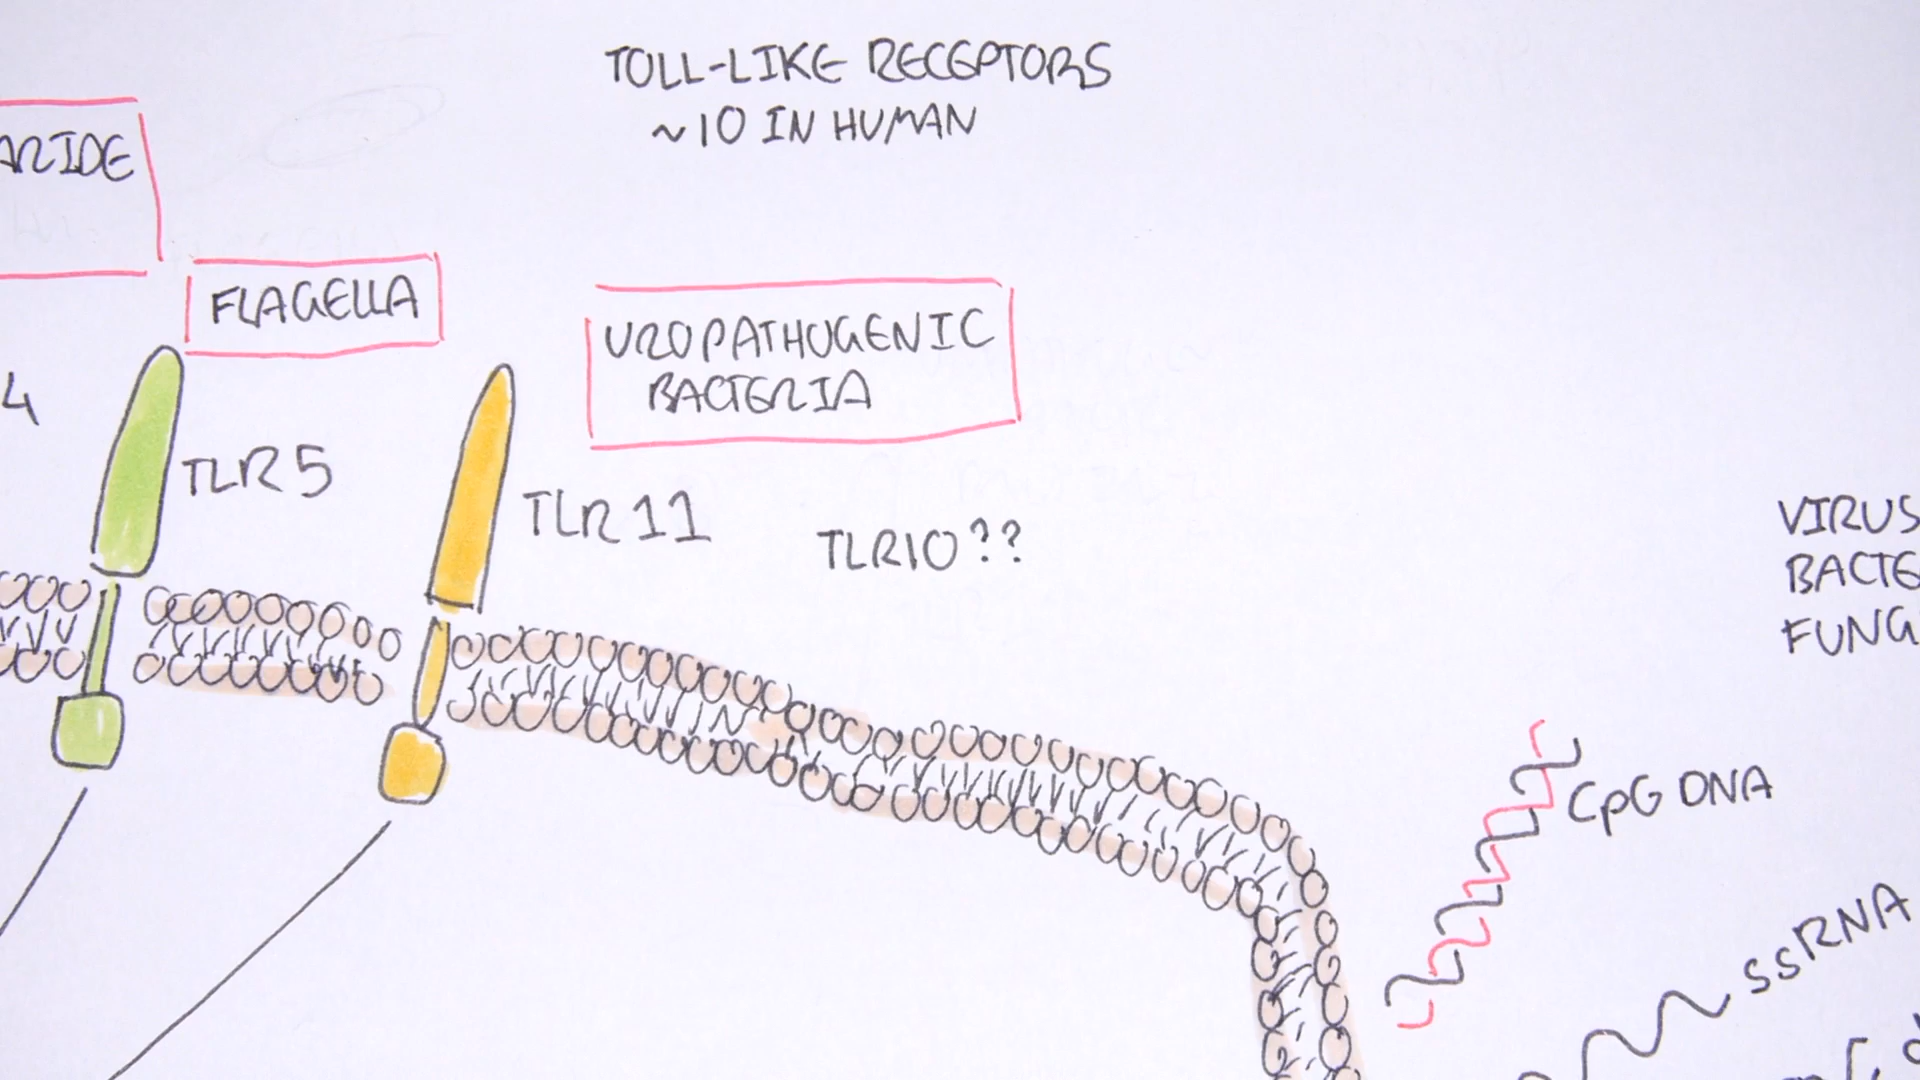 TOLL-LIKE RECEPTORS
~10 IN HUMAN
ARIDE
FLAGELLA
UROPATHOGENIC
BACTERIA
4
TLR5
TLR11
TLR10??
VIRUS
BACTE
FUNG
CpG DNA
ssRNA